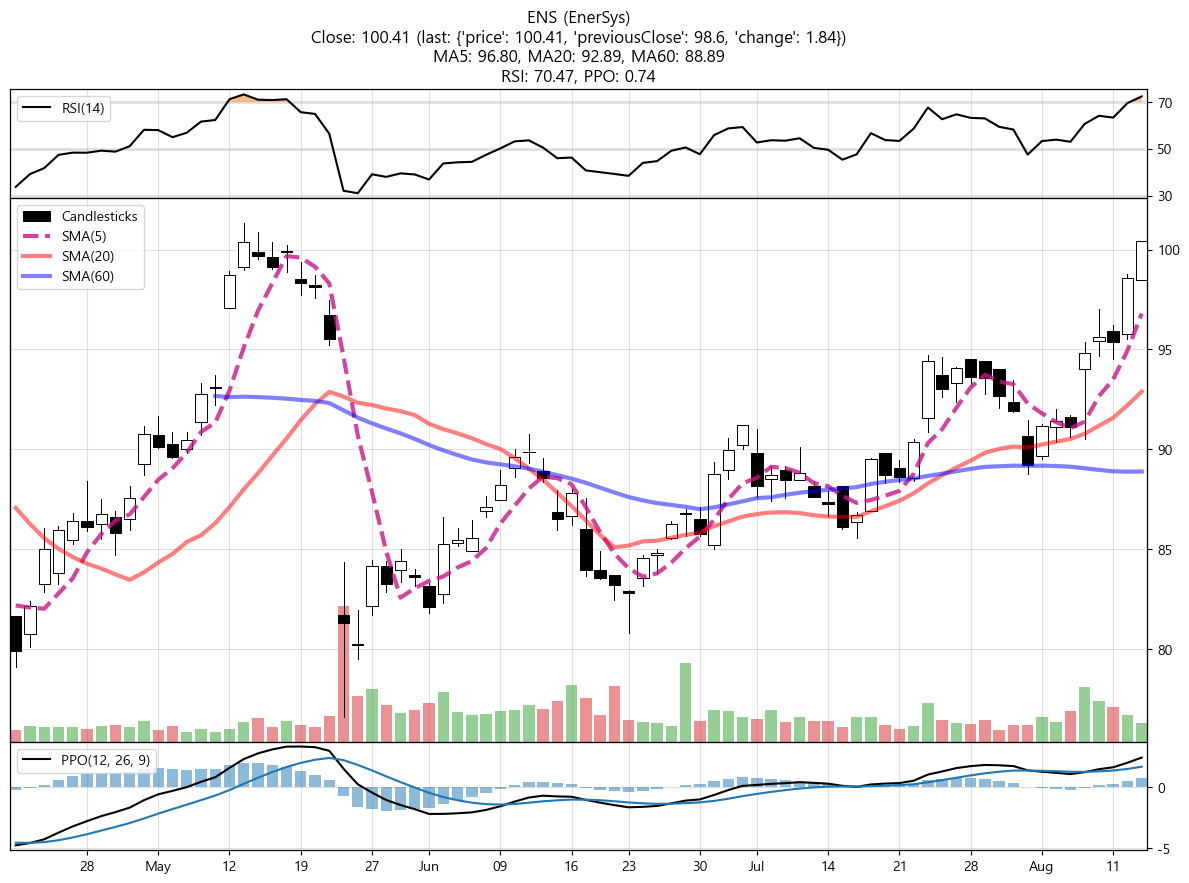 ENS (EnerSys)
Close: 100.41 (last: {'price': 100.41, 'previousClose': 98.6, 'change': 1.84})
MA5: 96.80, MA20: 92.89, MA60: 88.89
RSI: 70.47, PPO: 0.74
RSI(14)
70
50
30
Candlesticks
SMA(5)
SMA(20)
SMA(60)
100
95
90
85
80
PPO(12, 26, 9)
0
-5
28 May 12 19 27 Jun 09 16 23 30 Jul 14 21 28 Aug 11